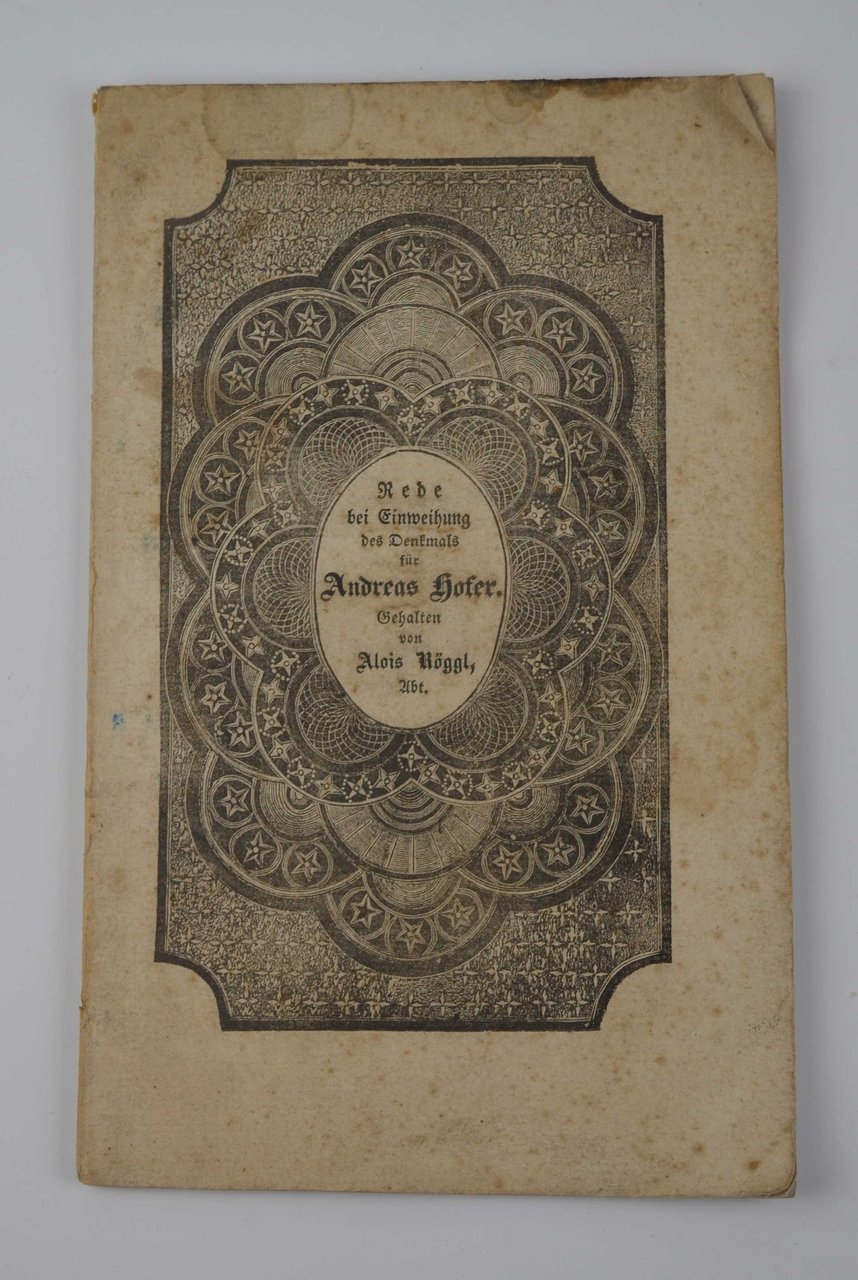 Rede
bei Einweihung
des Denkmals
für
Andreas Hofer.
Gehalten
von
Alois Röggl,
Abt.